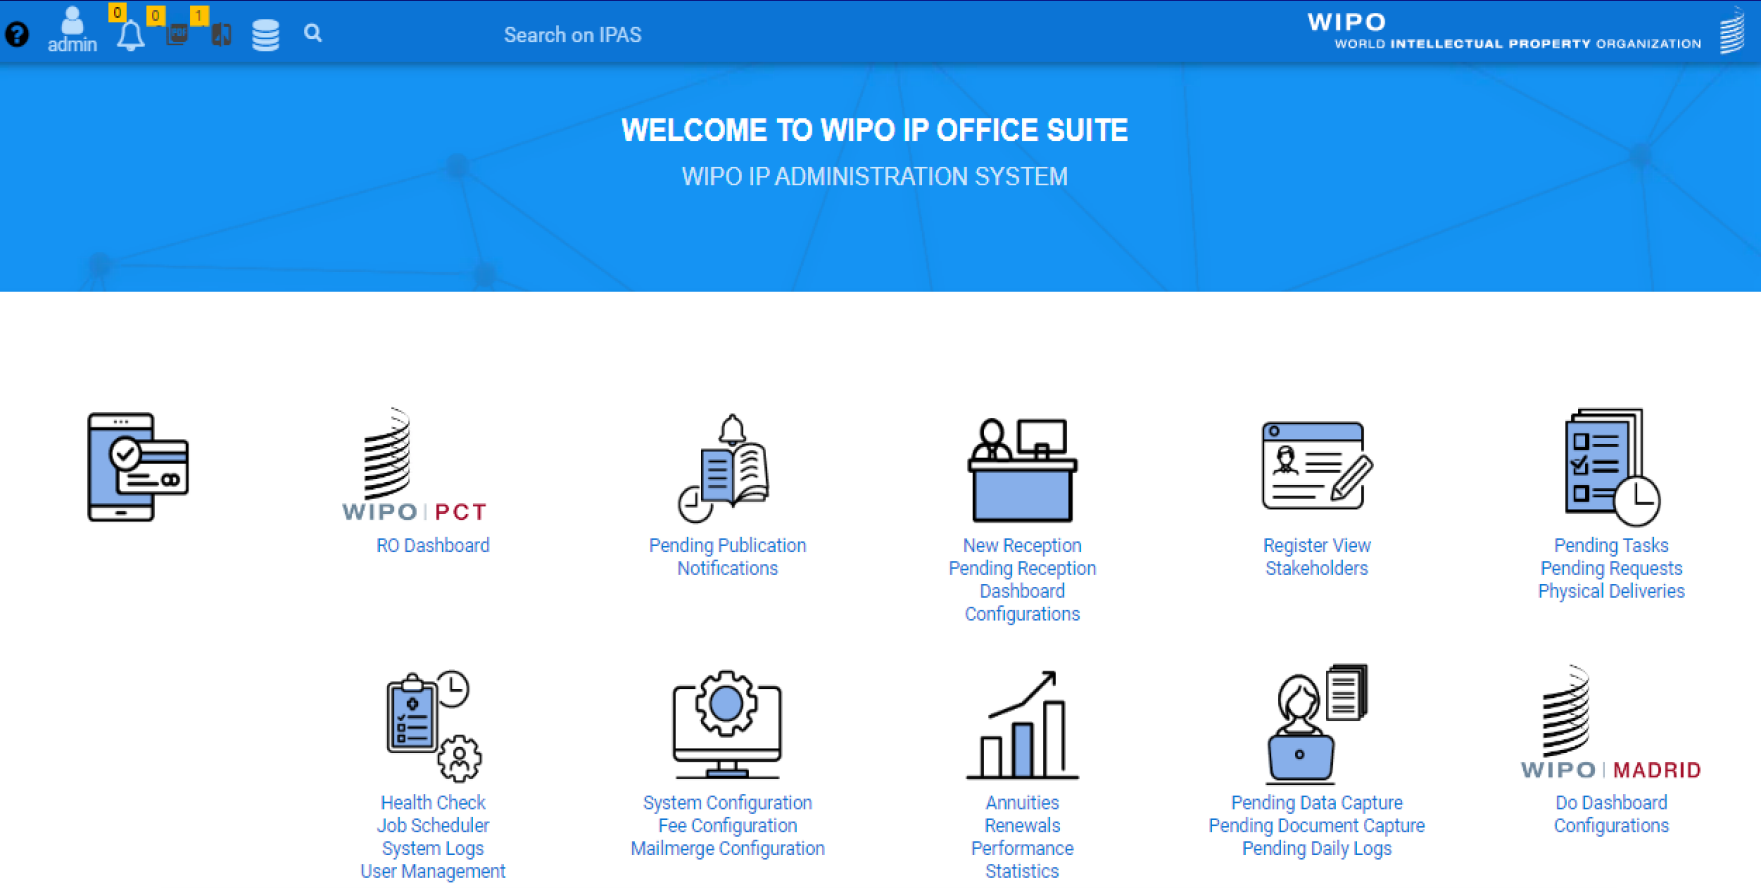 0
0
1
?
admin
Search on IPAS
WIPO
WORLD INTELLECTUAL PROPERTY ORGANIZATION
WELCOME TO WIPO IP OFFICE SUITE
WIPO IP ADMINISTRATION SYSTEM
WIPO | PCT
RO Dashboard
Pending Publication
Notifications
New Reception
Pending Reception
Dashboard
Configurations
Register View
Stakeholders
Pending Tasks
Pending Requests
Physical Deliveries
Health Check
Job Scheduler
System Logs
User Management
System Configuration
Fee Configuration
Mailmerge Configuration
Annuities
Renewals
Performance
Statistics
Pending Data Capture
Pending Document Capture
Pending Daily Logs
WIPO | MADRID
Do Dashboard
Configurations